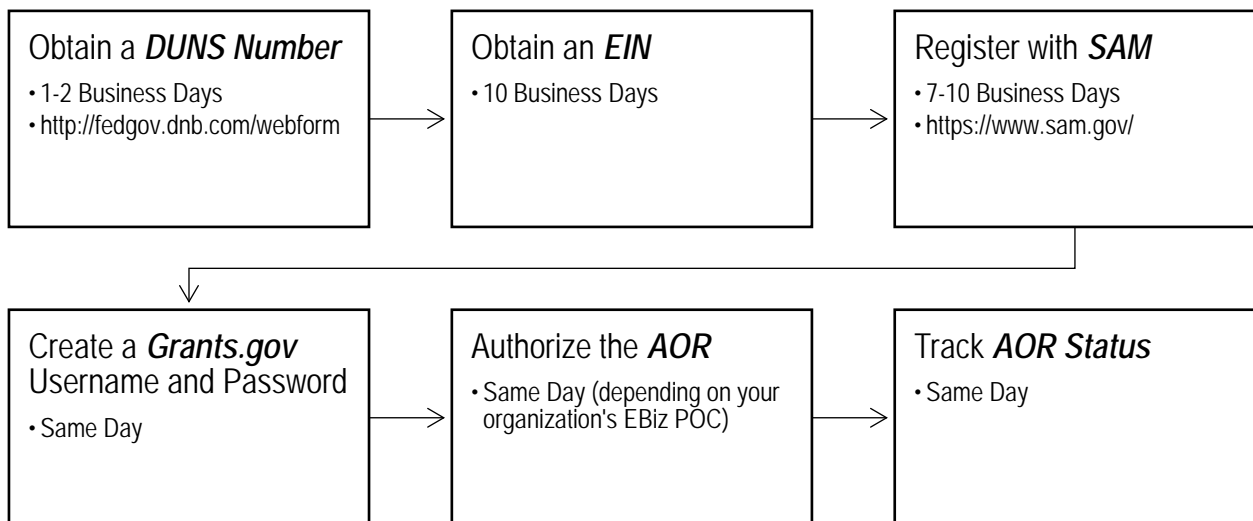 Obtain a DUNS Number
• 1-2 Business Days
• http://fedgov.dnb.com/webform
Obtain an EIN
• 10 Business Days
Register with SAM
• 7-10 Business Days
• https://www.sam.gov/
Create a Grants.gov
Username and Password
• Same Day
Authorize the AOR
• Same Day (depending on your
organization's EBiz POC)
Track AOR Status
• Same Day